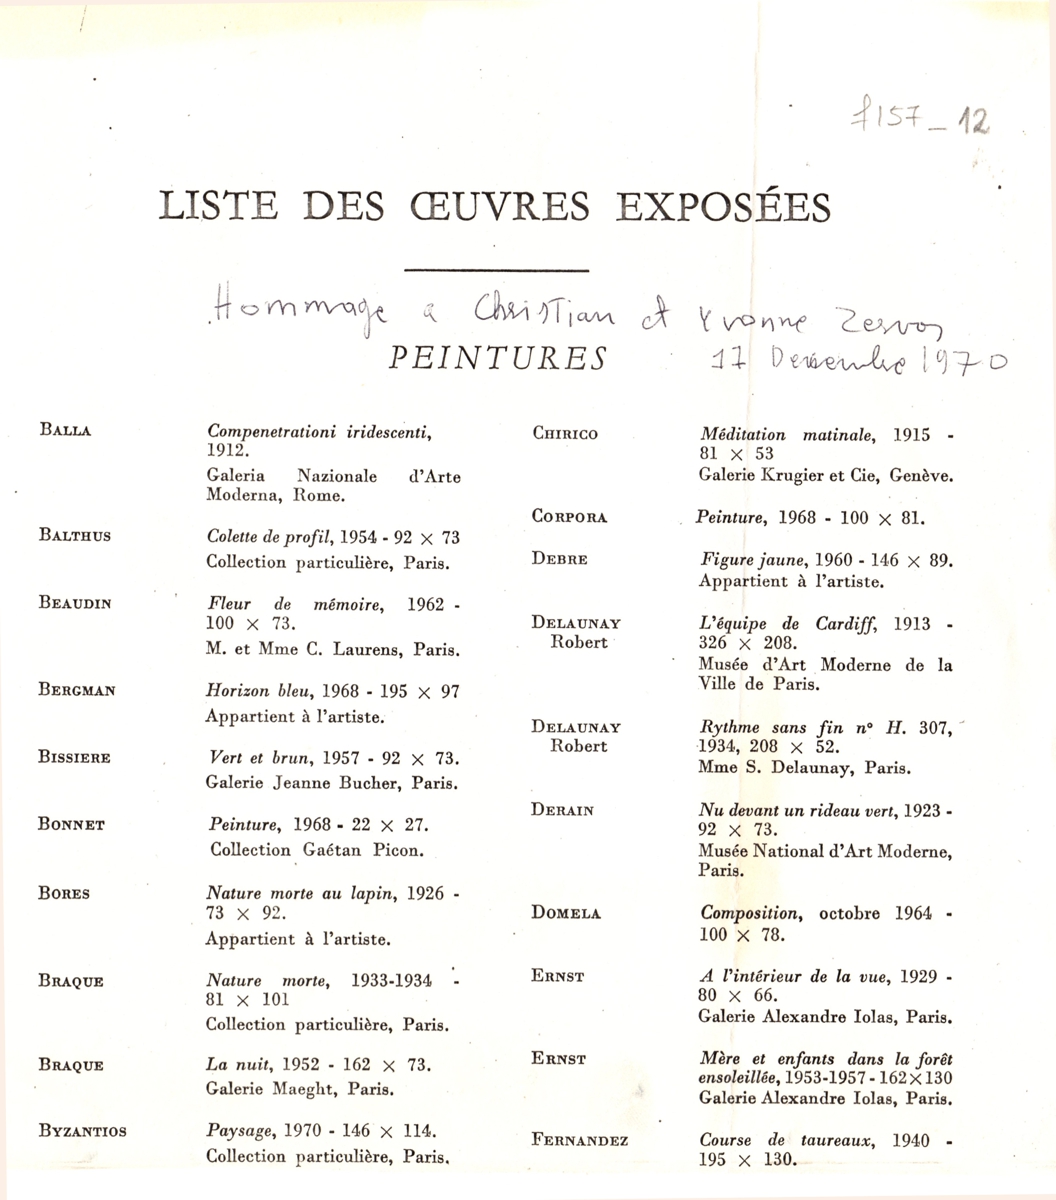 f157_12
LISTE DES ŒUVRES EXPOSÉES
Hommage a Christian et Yvonne Zervos
PEINTURES
17 Decembre 1970
BALLA
Compenetrationi iridescenti,
1912.
Galeria Nazionale d'Arte
Moderna, Rome.
BALTHUS
Colette de profil, 1954 - 92 × 73
Collection particulière, Paris.
BEAUDIN
Fleur de mémoire, 1962 -
100 × 73.
M. et Mme C. Laurens, Paris.
BERGMAN
Horizon bleu, 1968 - 195 × 97
Appartient à l'artiste.
BISSIERE
Vert et brun, 1957 - 92 × 73.
Galerie Jeanne Bucher, Paris.
BONNET
Peinture, 1968 - 22 × 27.
Collection Gaétan Picon.
BORES
Nature morte au lapin, 1926 -
73 × 92.
Appartient à l'artiste.
BRAQUE
Nature morte, 1933-1934 -
81 × 101
Collection particulière, Paris.
BRAQUE
La nuit, 1952 - 162 × 73.
Galerie Maeght, Paris.
BYZANTIOS
Paysage, 1970 - 146 × 114.
Collection particulière, Paris.
CHIRICO
Méditation matinale, 1915 -
81 × 53
Galerie Krugier et Cie, Genève.
CORPORA
Peinture, 1968 - 100 × 81.
DEBRE
Figure jaune, 1960 - 146 × 89.
Appartient à l'artiste.
DELAUNAY
Robert
L'équipe de Cardiff, 1913 -
326 × 208.
Musée d'Art Moderne de la
Ville de Paris.
DELAUNAY
Robert
Rythme sans fin n° H. 307,
1934, 208 × 52.
Mme S. Delaunay, Paris.
DERAIN
Nu devant un rideau vert, 1923 -
92 × 73.
Musée National d'Art Moderne,
Paris.
DOMELA
Composition, octobre 1964 -
100 × 78.
ERNST
A l'intérieur de la vue, 1929 -
80 × 66.
Galerie Alexandre Iolas, Paris.
ERNST
Mère et enfants dans la forêt
ensoleillée, 1953-1957 - 162×130
Galerie Alexandre Iolas, Paris.
FERNANDEZ
Course de taureaux, 1940 -
195 × 130.